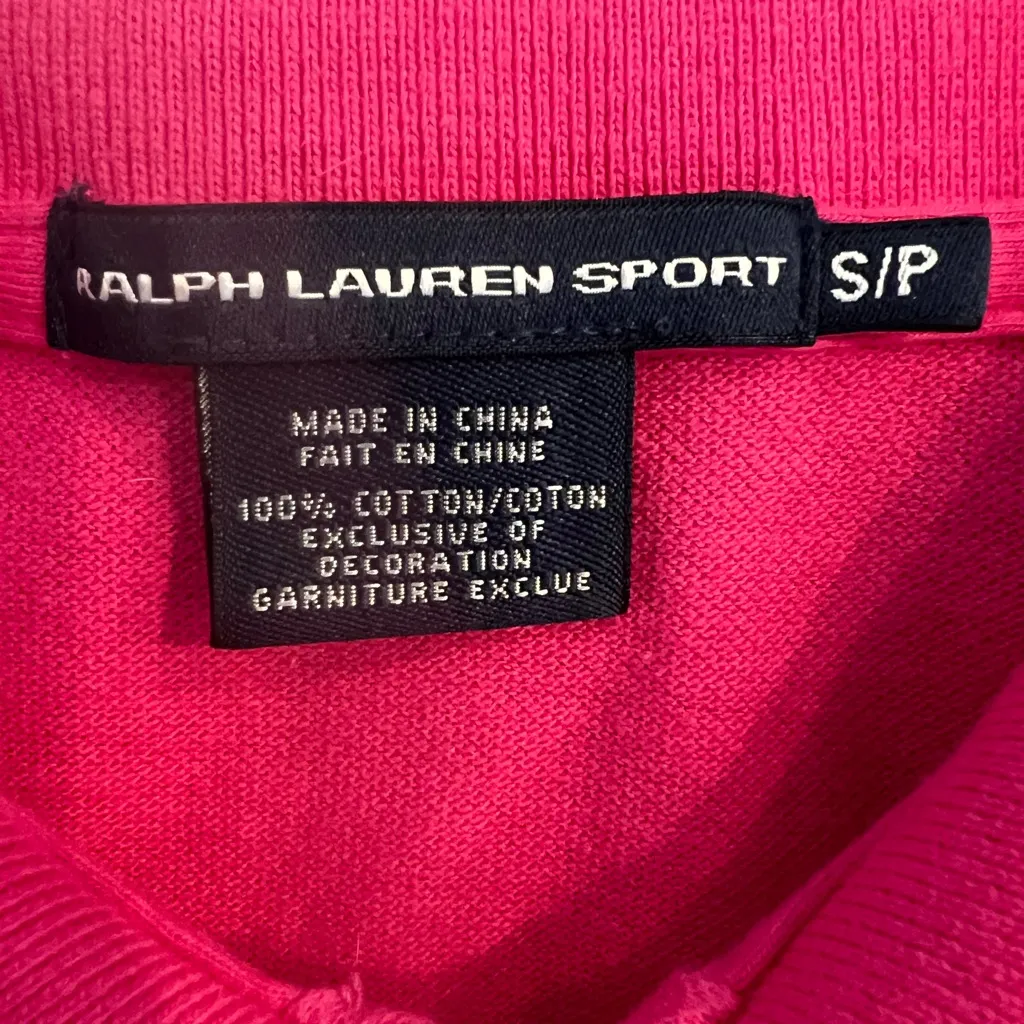 RALPH LAUREN SPORT
S/P
MADE IN CHINA
FAIT EN CHINE
100% COTTON/COTON
EXCLUSIVE OF
DECORATION
GARNITURE EXCLUE